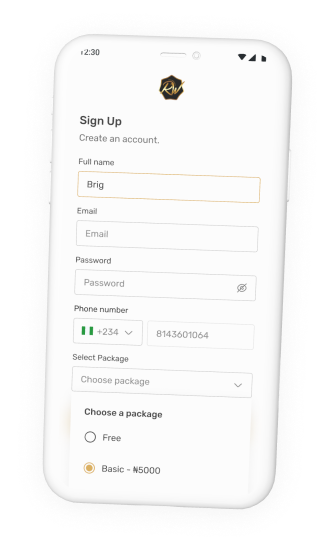 2:30
RW
Sign Up
Create an account.
Full name
Brig
Email
Email
Password
Password
Phone number
+234 8143601064
Select Package
Choose package
Choose a package
Free
Basic - ₦5000